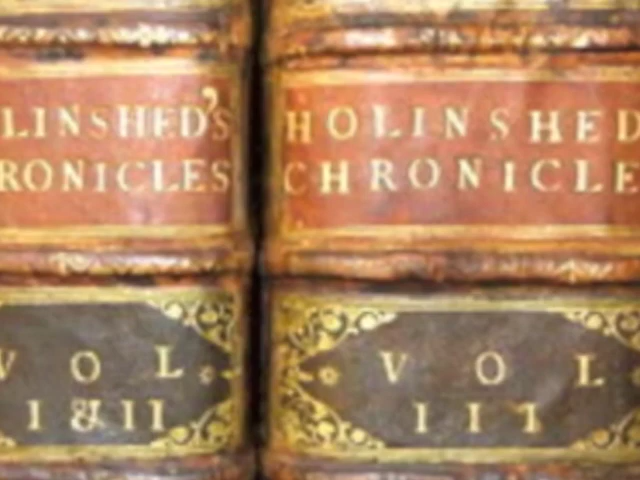 LINSHED'S
RONICLES
VOL
I & II
HOLINSHED
CHRONICLE
VOL
III